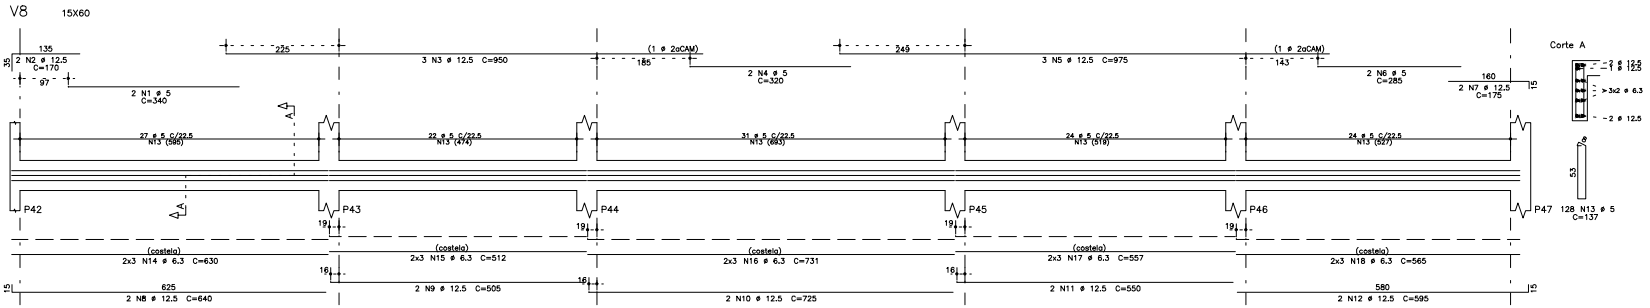 V8 15X60
135
35
2 N2 ø 12.5
C=170
97
2 N1 ø 5
C=340
225
3 N3 ø 12.5 C=950
(1 ø 2aCAM)
185
2 N4 ø 5
C=320
249
3 N5 ø 12.5 C=975
(1 ø 2aCAM)
143
2 N6 ø 5
C=285
160
2 N7 ø 12.5
C=175
15
Corte A
2 ø 12.5
1 ø 12.5
3x2 ø 6.3
2 ø 12.5
A
27 ø 5 C/22.5
N13 (595)
22 ø 5 C/22.5
N13 (474)
31 ø 5 C/22.5
N13 (693)
24 ø 5 C/22.5
N13 (519)
24 ø 5 C/22.5
N13 (527)
A
P42
P43
P44
P45
P46
P47
8
53
128 N13 ø 5
C=137
19
19
19
19
(costela)
2x3 N14 ø 6.3 C=630
(costela)
2x3 N15 ø 6.3 C=512
(costela)
2x3 N16 ø 6.3 C=731
(costela)
2x3 N17 ø 6.3 C=557
(costela)
2x3 N18 ø 6.3 C=565
15
625
2 N8 ø 12.5 C=640
16
2 N9 ø 12.5 C=505
16
2 N10 ø 12.5 C=725
16
2 N11 ø 12.5 C=550
580
2 N12 ø 12.5 C=595
15